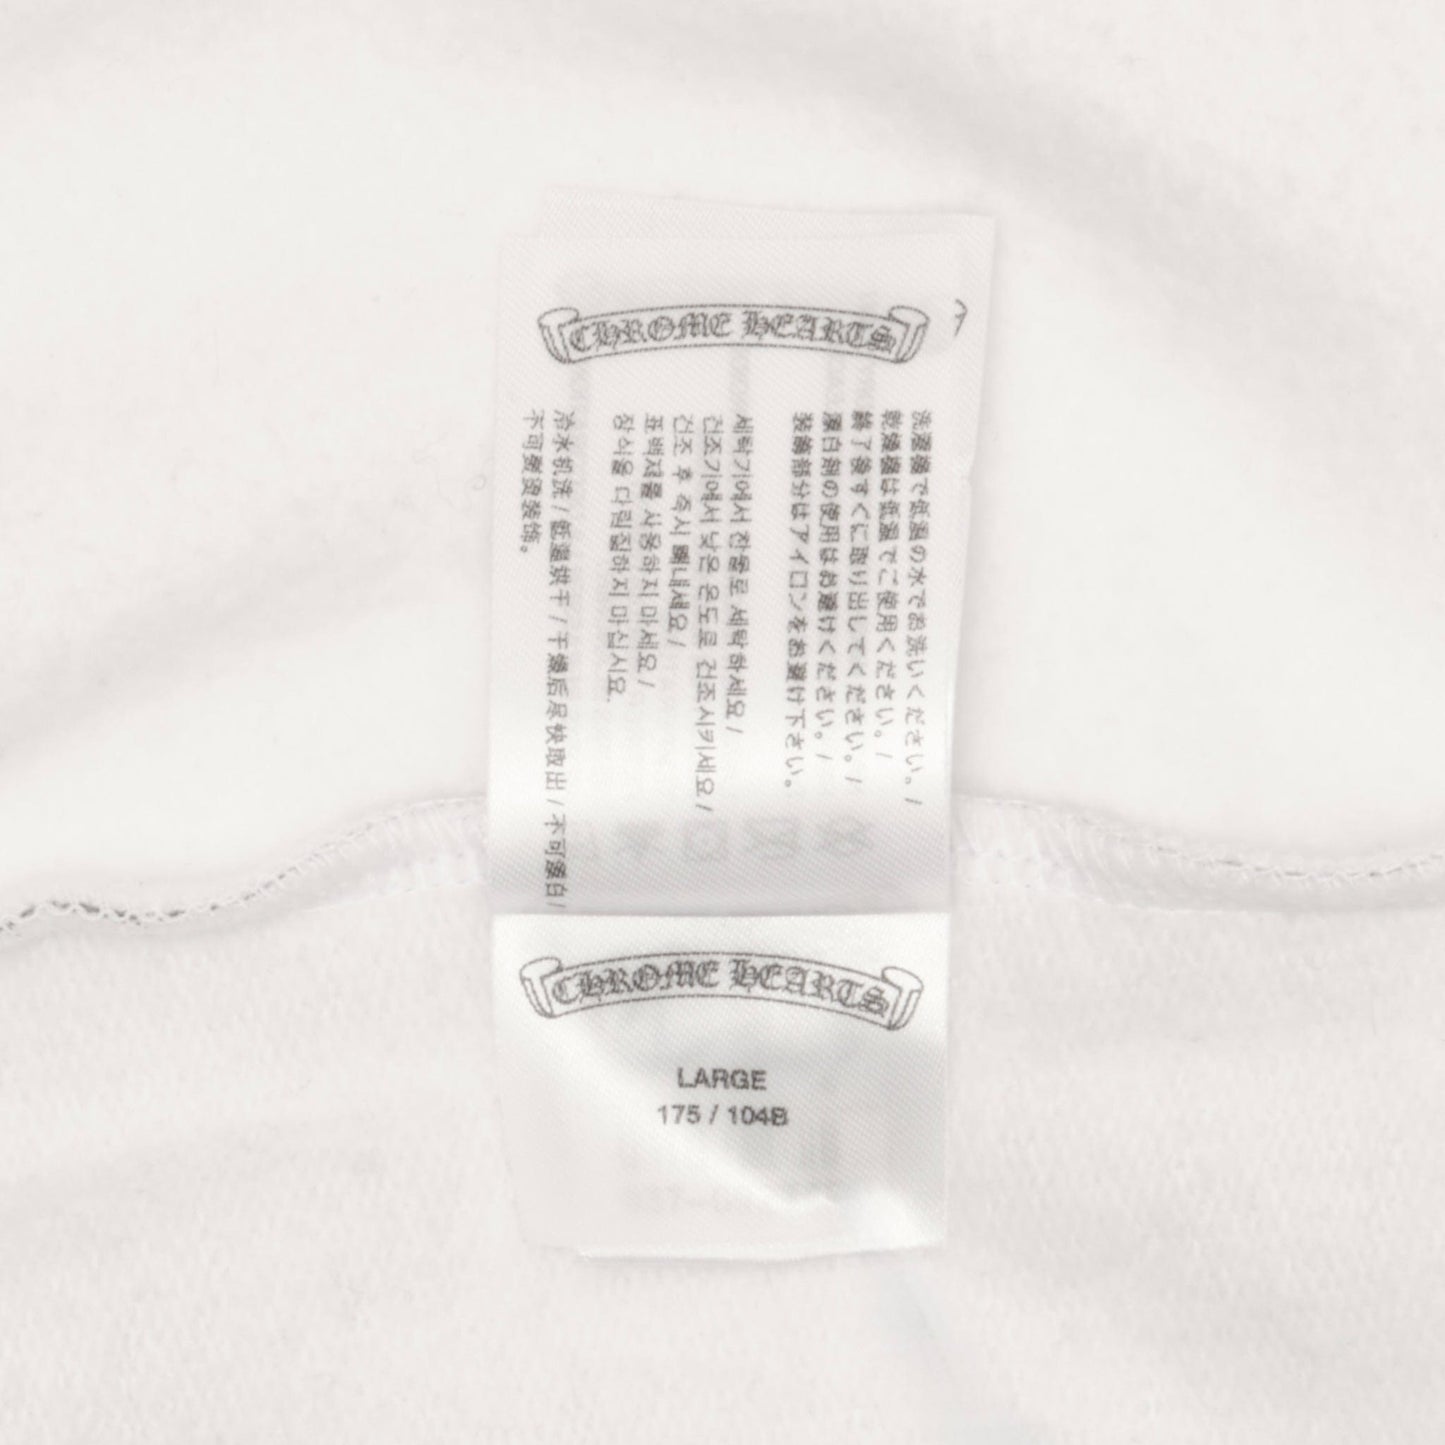 CHROME HEARTS
洗濯機で低温の水でお洗いください。/
乾燥機は低温でご使用ください。/
終了後すぐに取り出してください。/
漂白剤の使用はお避けください。/
装飾部分はアイロンをお避け下さい。
세탁기에서 찬물로 세탁하세요/
건조기에서 낮은 온도로 건조시키세요/
건조 후 즉시 빼내세요/
표백제를 사용하지 마세요/
장식을 다림질하지 마십시요.
冷水机洗 / 低温烘干 / 干燥后尽快取出 / 不可漂白 /
不可熨烫装饰。
CHROME HEARTS
LARGE
175 / 104B